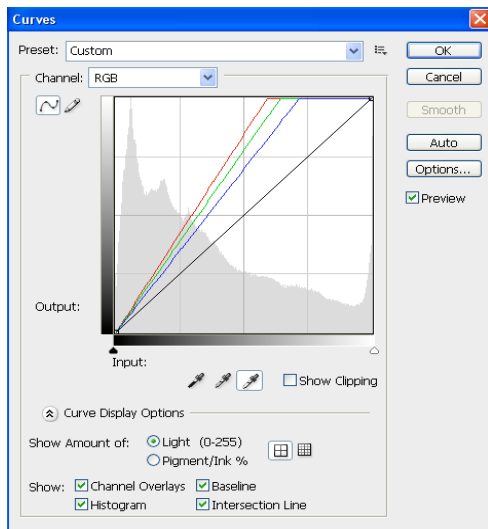 Curves
Preset: Custom
OK
Channel: RGB
Cancel
Smooth
Auto
Options...
Preview
Output:
Input:
Show Clipping
Curve Display Options
Show Amount of: Light (0-255)
Pigment/Ink %
Show: Channel Overlays Baseline
Histogram Intersection Line